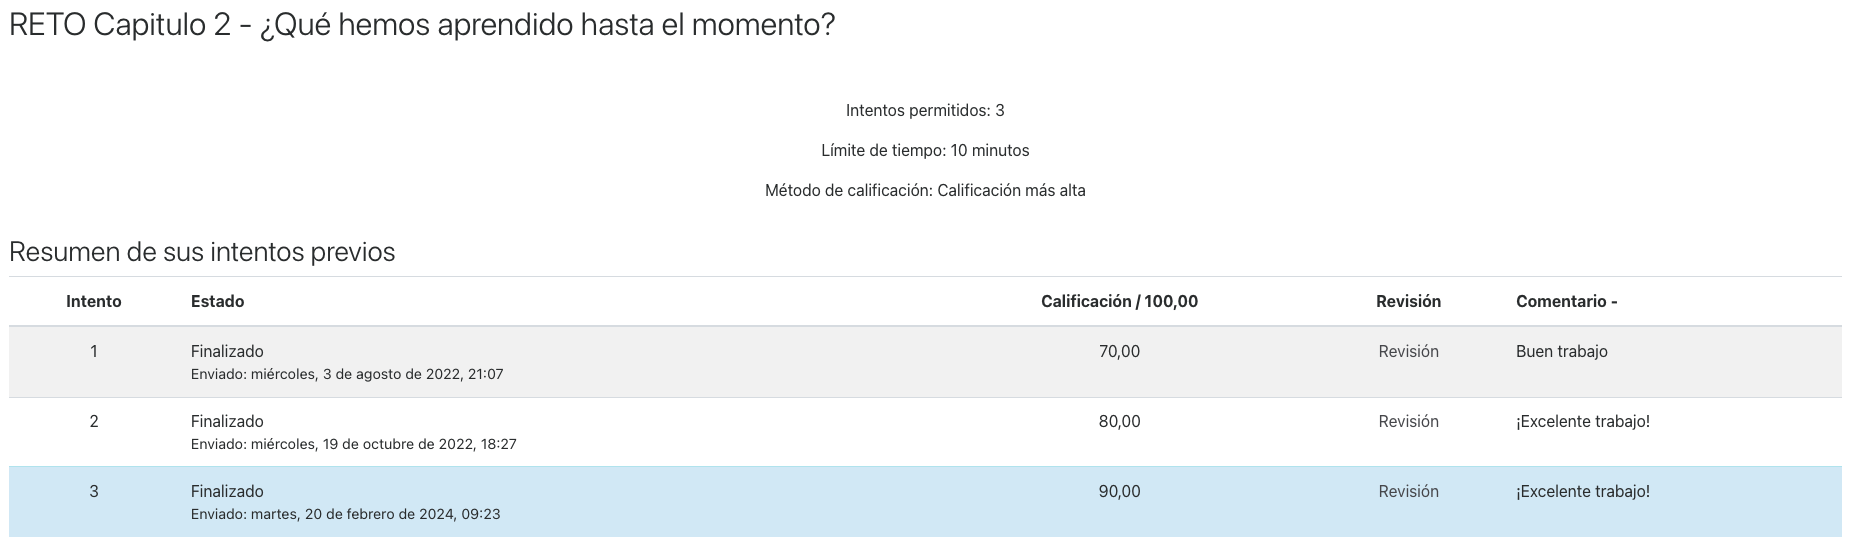 RETO Capitulo 2 - ¿Qué hemos aprendido hasta el momento?
Intentos permitidos: 3
Límite de tiempo: 10 minutos
Método de calificación: Calificación más alta
Resumen de sus intentos previos
Intento Estado Calificación / 100,00 Revisión Comentario -
1 Finalizado 70,00 Revisión Buen trabajo
Enviado: miércoles, 3 de agosto de 2022, 21:07
2 Finalizado 80,00 Revisión ¡Excelente trabajo!
Enviado: miércoles, 19 de octubre de 2022, 18:27
3 Finalizado 90,00 Revisión ¡Excelente trabajo!
Enviado: martes, 20 de febrero de 2024, 09:23